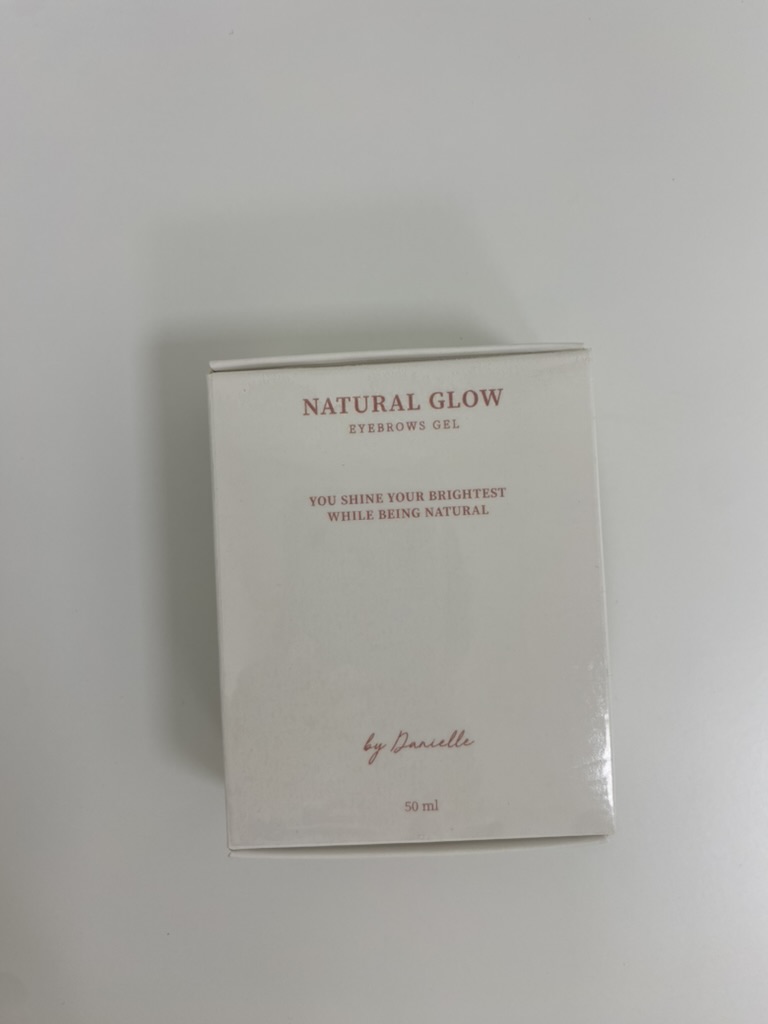 NATURAL GLOW
EYEBROWS GEL
YOU SHINE YOUR BRIGHTEST
WHILE BEING NATURAL
by Danielle
50 ml